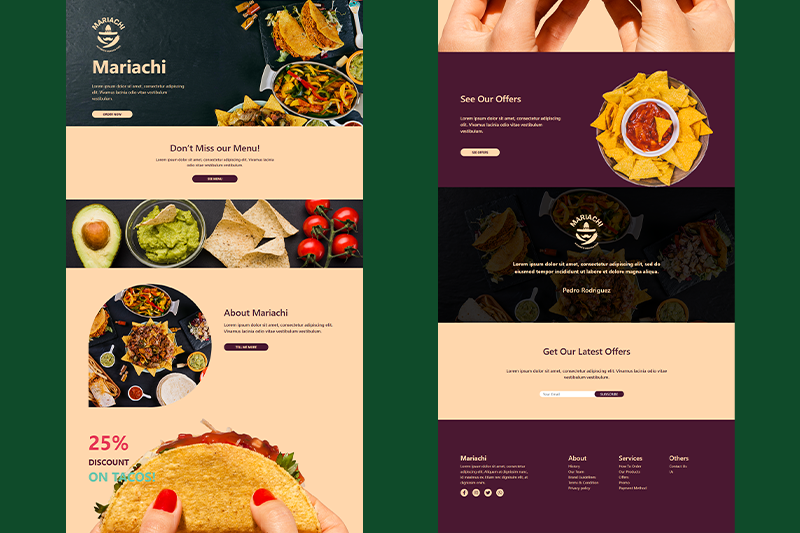 MARIACHI
Mariachi
Lorem ipsum dolor sit amet, consectetur adipiscing
elit. Vivamus lacinia odio vitae vestibulum
vestibulum.
ORDER NOW
Don't Miss our Menu!
Lorem ipsum dolor sit amet, consectetur adipiscing
elit odio vitae vestibulum vestibulum.
SEE MENU
About Mariachi
Lorem ipsum dolor sit amet, consectetur adipiscing elit.
Vivamus lacinia odio vitae vestibulum vestibulum.
TELL ME MORE
25%
DISCOUNT
ON TACOS!
See Our Offers
Lorem ipsum dolor sit amet, consectetur adipiscing elit.
Vivamus lacinia odio vitae vestibulum
vestibulum.
SEE OFFERS
MARIACHI
Lorem ipsum dolor sit amet, consectetur adipiscing elit, sed do
eiusmod tempor incididunt ut labore et dolore magna aliqua.
Pedro Rodriguez
Get Our Latest Offers
Lorem ipsum dolor sit amet, consectetur adipiscing elit. Vivamus lacinia odio vitae
vestibulum vestibulum.
Your Email
SUBSCRIBE
Mariachi
Lorem ipsum dolor sit amet, consectetur
adipiscing elit. Aliquam at dignissim
nunc, id maximus ex. Etiam nec
dignissim elit.
About
History
Our Team
Brand Guidelines
Terms & Condition
Privacy policy
Services
How To Order
Our Products
Offers
Promo
Payment Method
Others
Contact Us